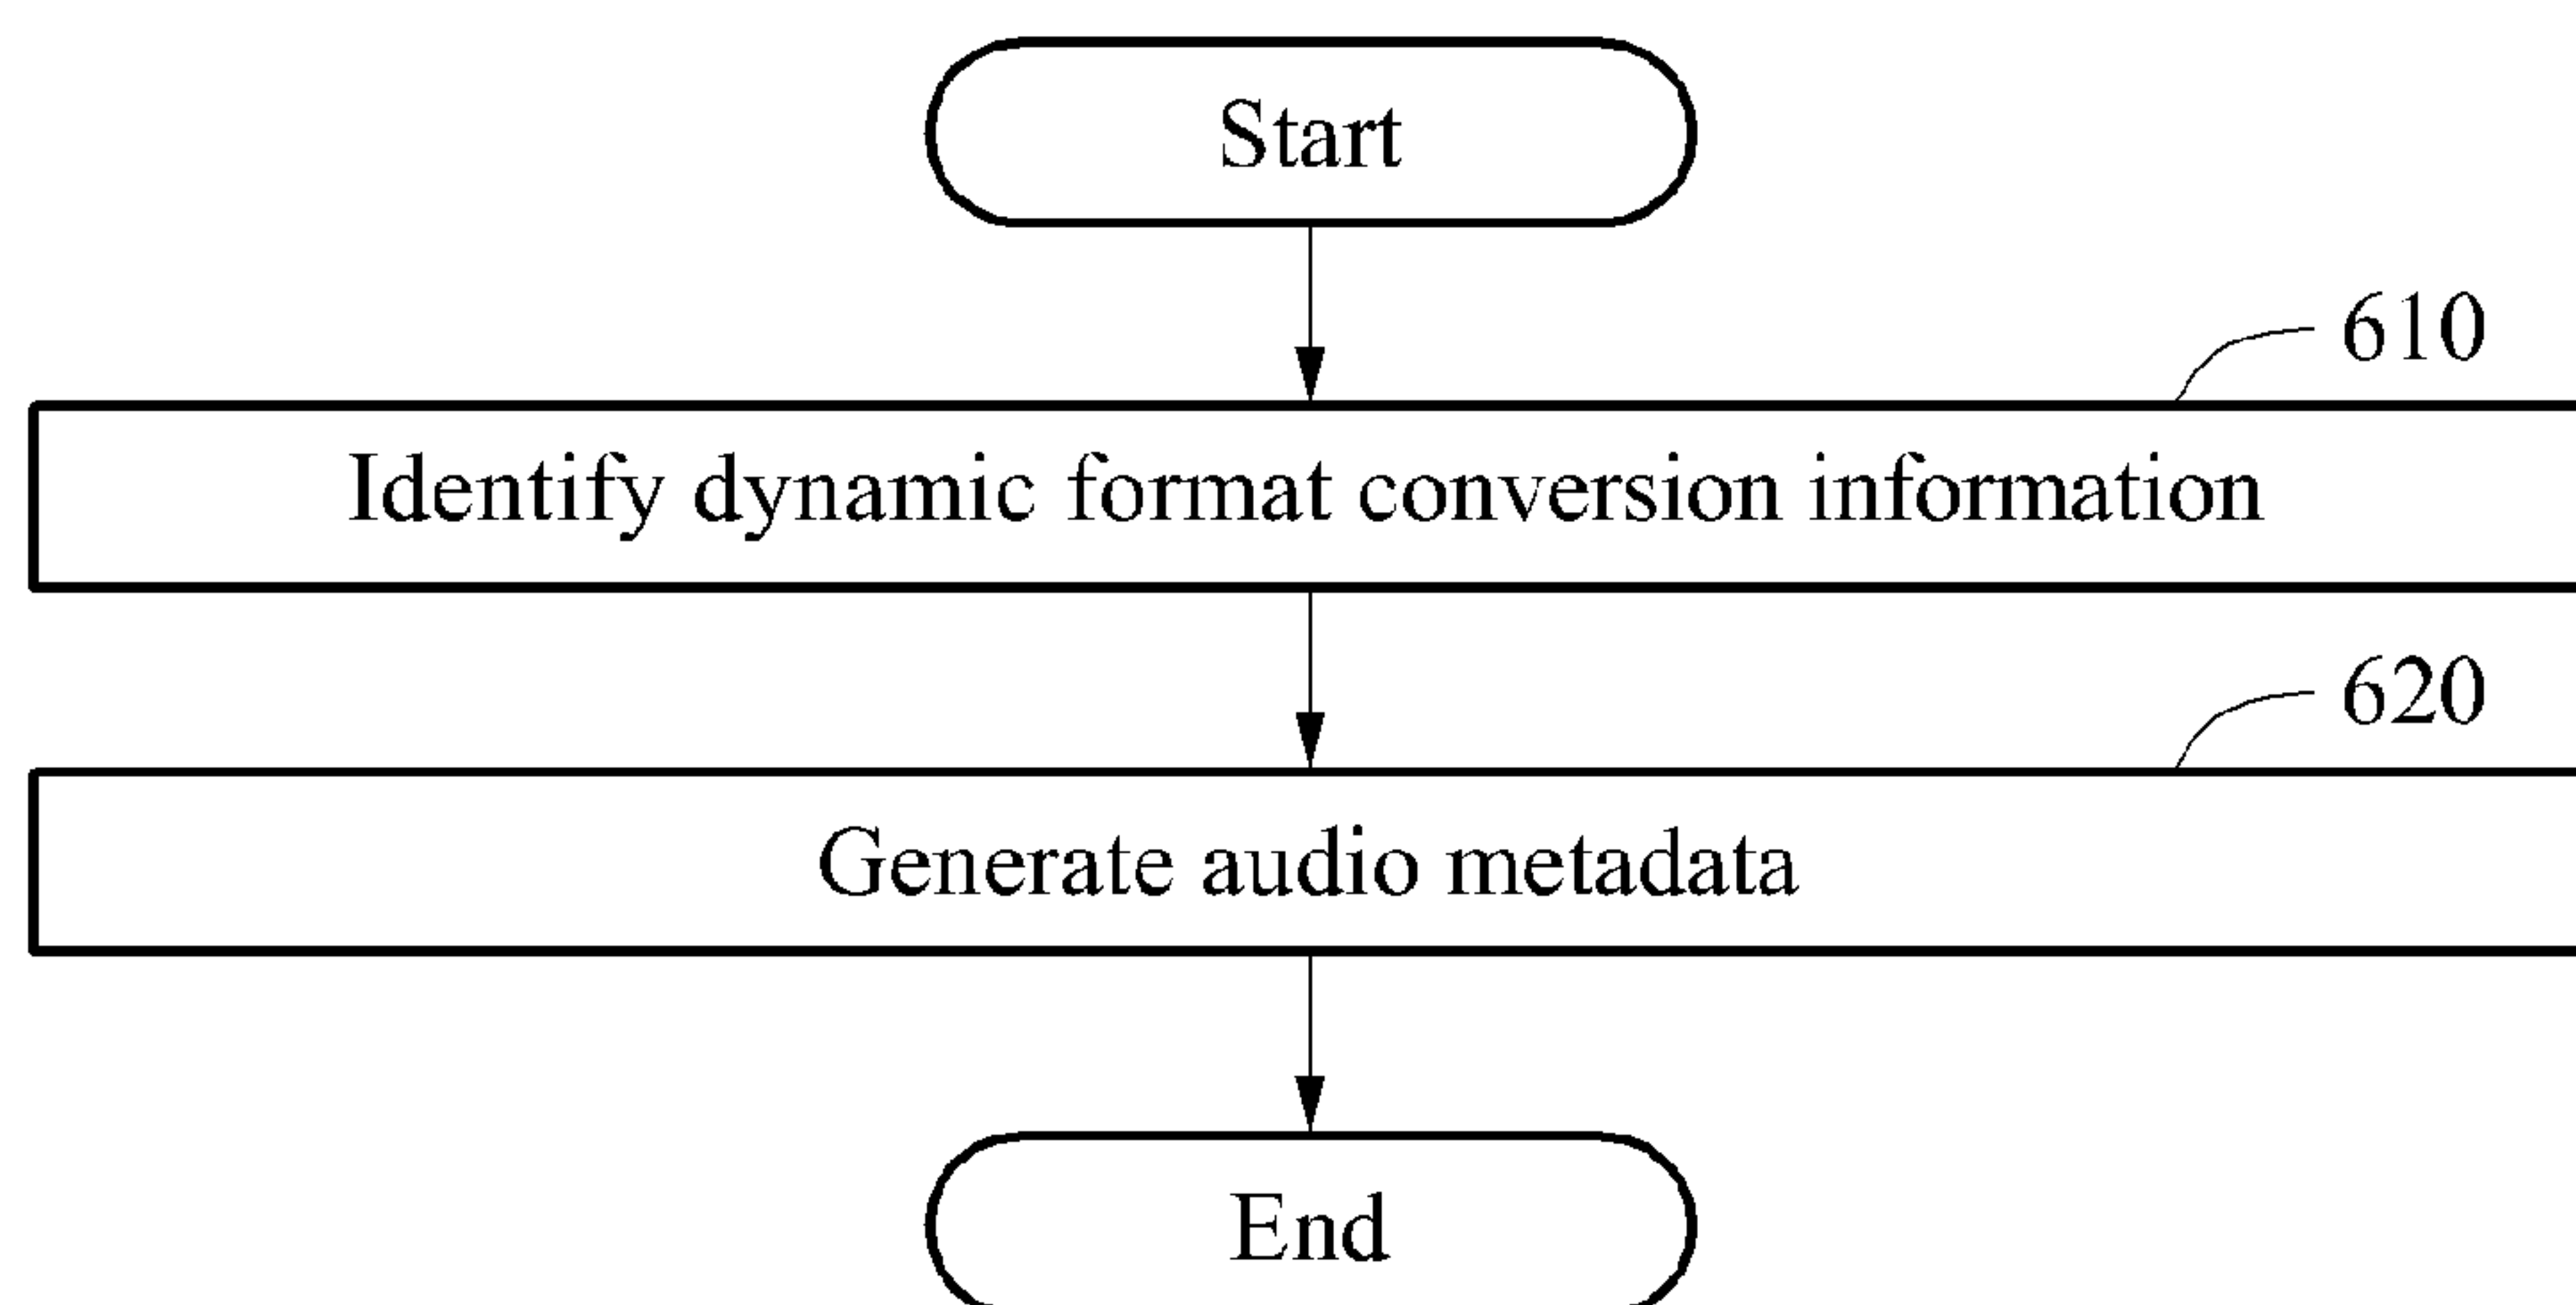 Start
610
Identify dynamic format conversion information
620
Generate audio metadata
End